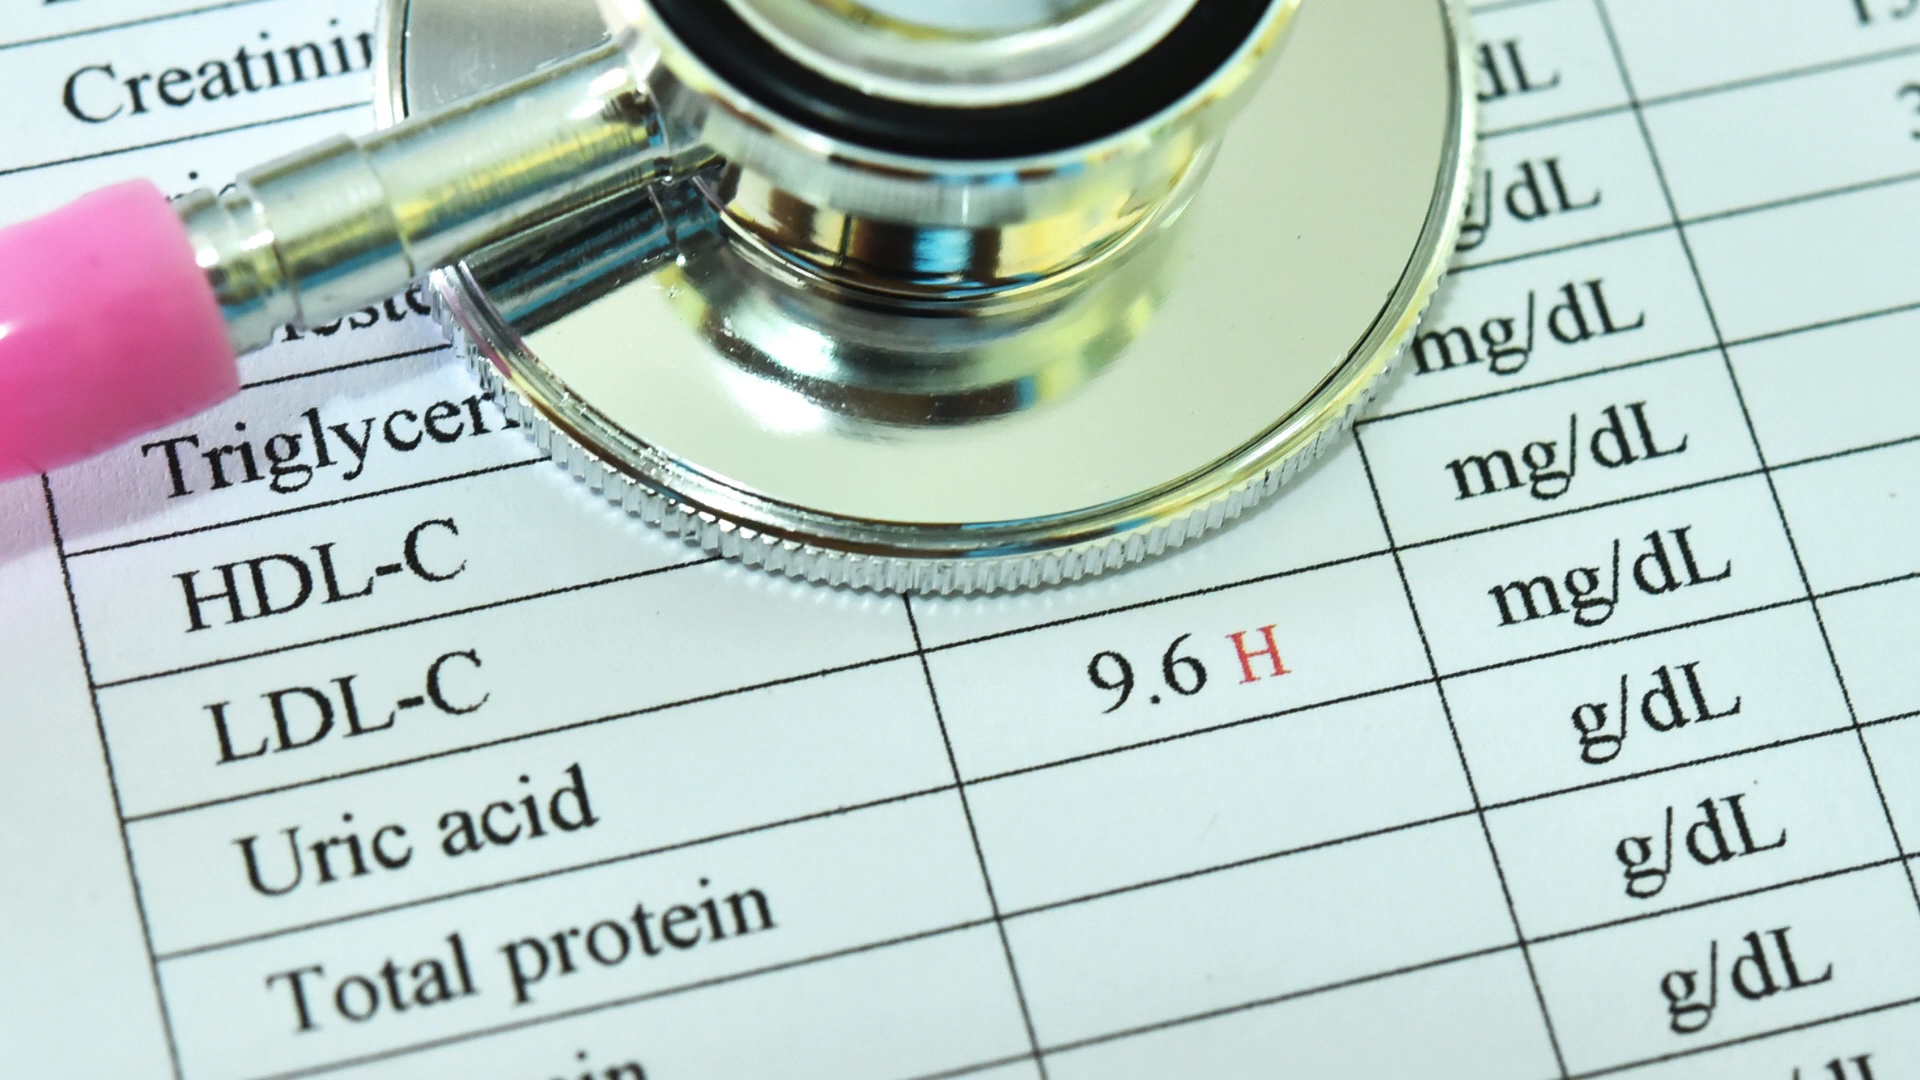 Creatinin
dL
/dL
Triglycer
HDL-C mg/dL
LDL-C mg/dL
Uric acid 9.6 H mg/dL
Total protein g/dL
in g/dL
g/dL